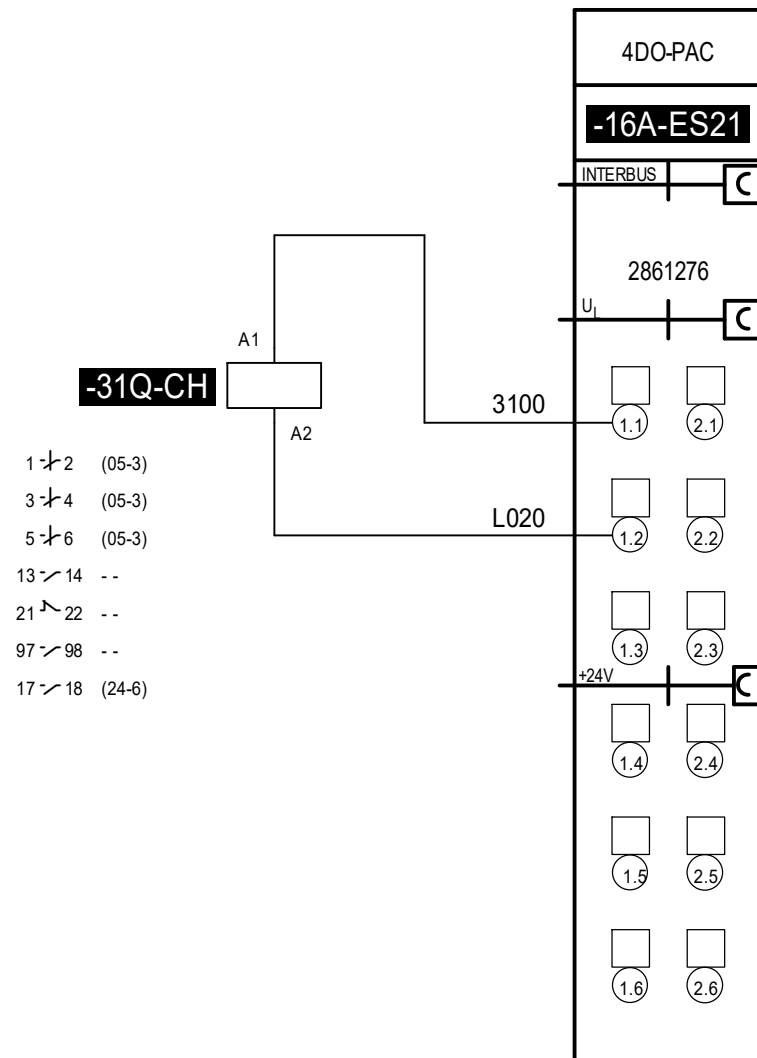 4DO-PAC
-16A-ES21
INTERBUS
2861276
UL
A1
-31Q-CH
A2
3100
1.1 2.1
1 2 (05-3)
3 4 (05-3)
L020
1.2 2.2
5 6 (05-3)
13 14 - -
21 22 - -
97 98 - -
1.3 2.3
+24V
17 18 (24-6)
1.4 2.4
1.5 2.5
1.6 2.6